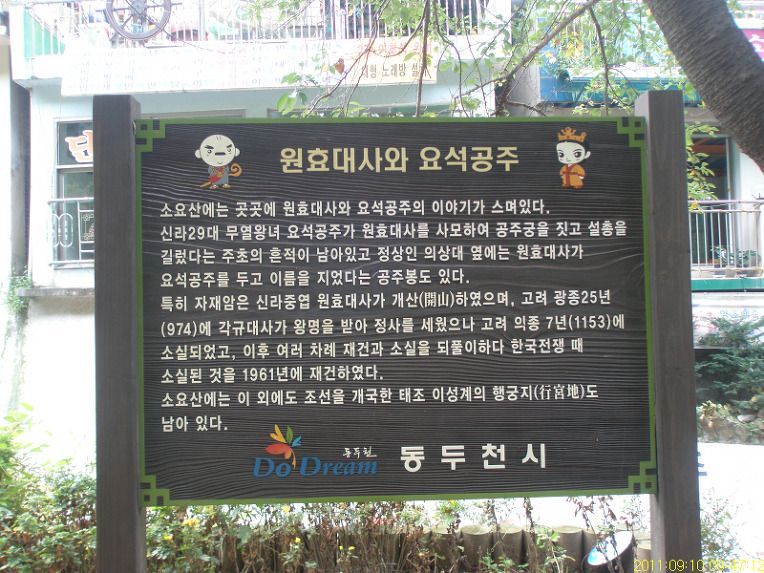 대형 노래방 설
원효대사와 요석공주
소요산에는 곳곳에 원효대사와 요석공주의 이야기가 스며있다.
신라29대 무열왕녀 요석공주가 원효대사를 사모하여 공주궁을 짓고 설총을
길렀다는 주초의 흔적이 남아있고 정상인 의상대 옆에는 원효대사가
요석공주를 두고 이름을 지었다는 공주봉도 있다.
특히 자재암은 신라중엽 원효대사가 개산(開山)하였으며, 고려 광종25년
(974)에 각규대사가 왕명을 받아 정사를 세웠으나 고려 의종 7년(1153)에
소실되었고, 이후 여러 차례 재건과 소실을 되풀이하다 한국전쟁 때
소실된 것을 1961년에 재건하였다.
소요산에는 이 외에도 조선을 개국한 태조 이성계의 행궁지(行宮地)도
남아 있다.
동두천
Do Dream 동두천시